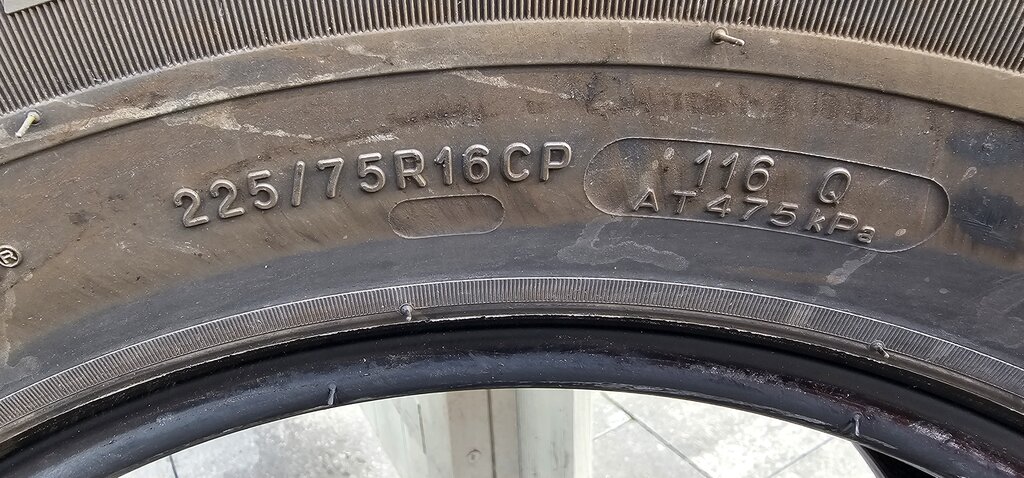 225/75R16CP
116 Q
AT 475 kPa
®